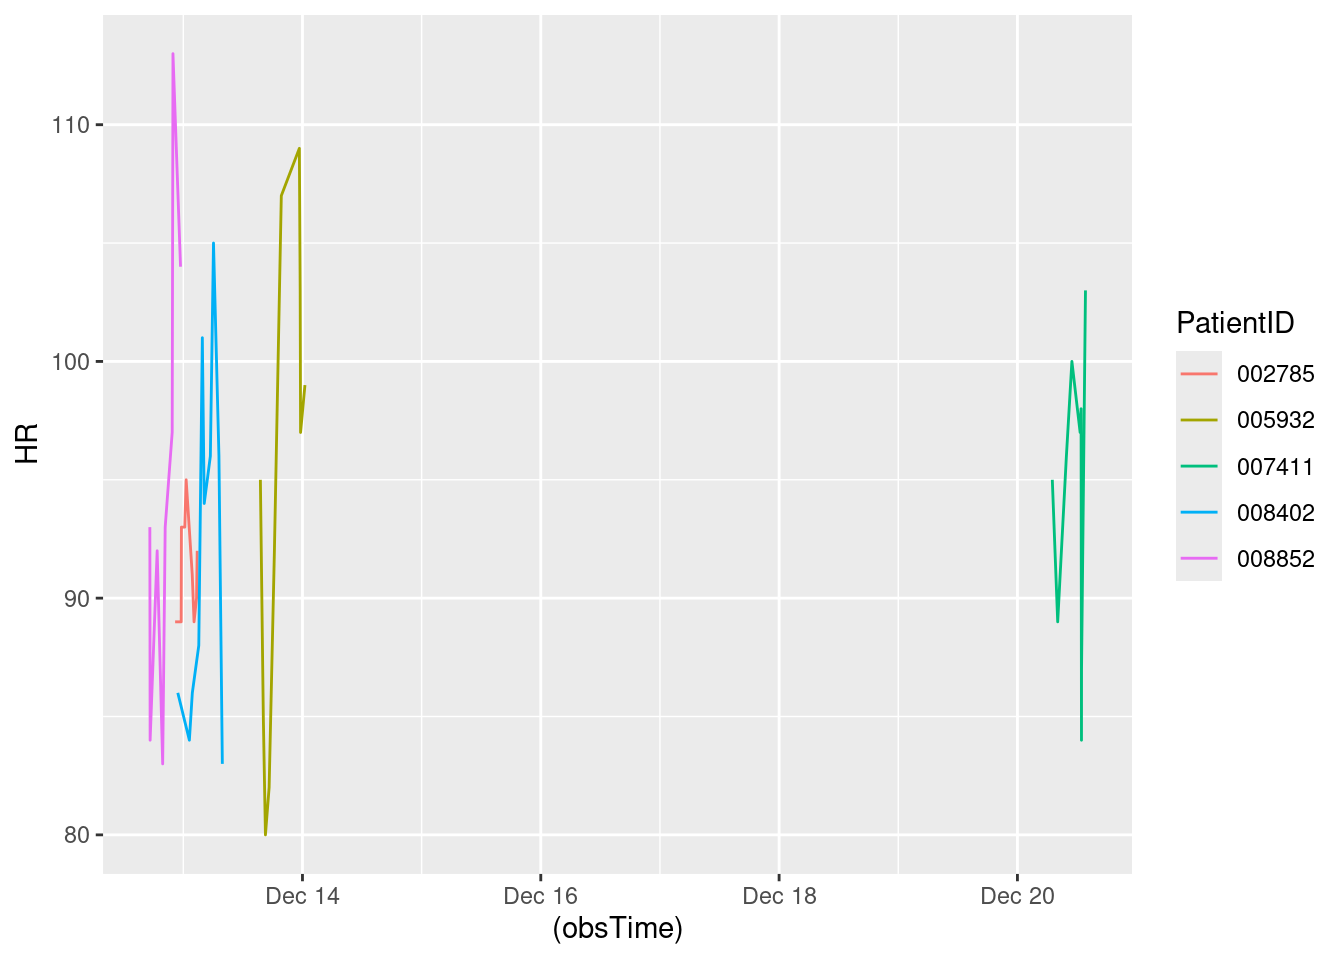 HR
110
100
90
80
Dec 14
Dec 16
Dec 18
Dec 20
(obsTime)
PatientID
002785
005932
007411
008402
008852